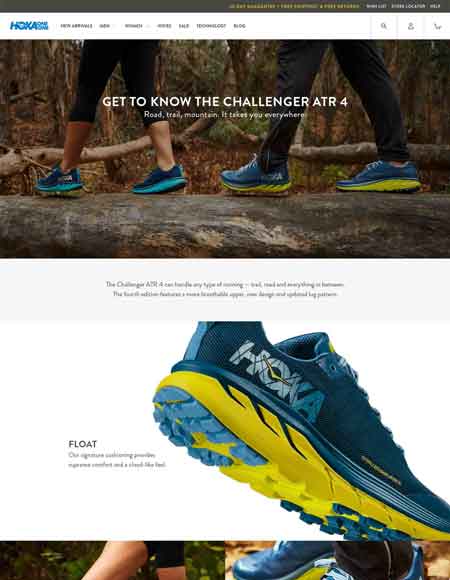 30 DAY GUARANTEE + FREE SHIPPING & FREE RETURNS
WISH LIST STORE LOCATOR HELP
HOKA ONE ONE
NEW ARRIVALS MEN WOMEN WIDES SALE TECHNOLOGY BLOG
GET TO KNOW THE CHALLENGER ATR 4
Road, trail, mountain. It takes you everywhere.
The Challenger ATR 4 can handle any type of running — trail, road and everything in between.
The fourth edition features a more breathable upper, new design and updated lug pattern.
HOKA
FLOAT
Our signature cushioning provides
supreme comfort and a cloud-like feel.